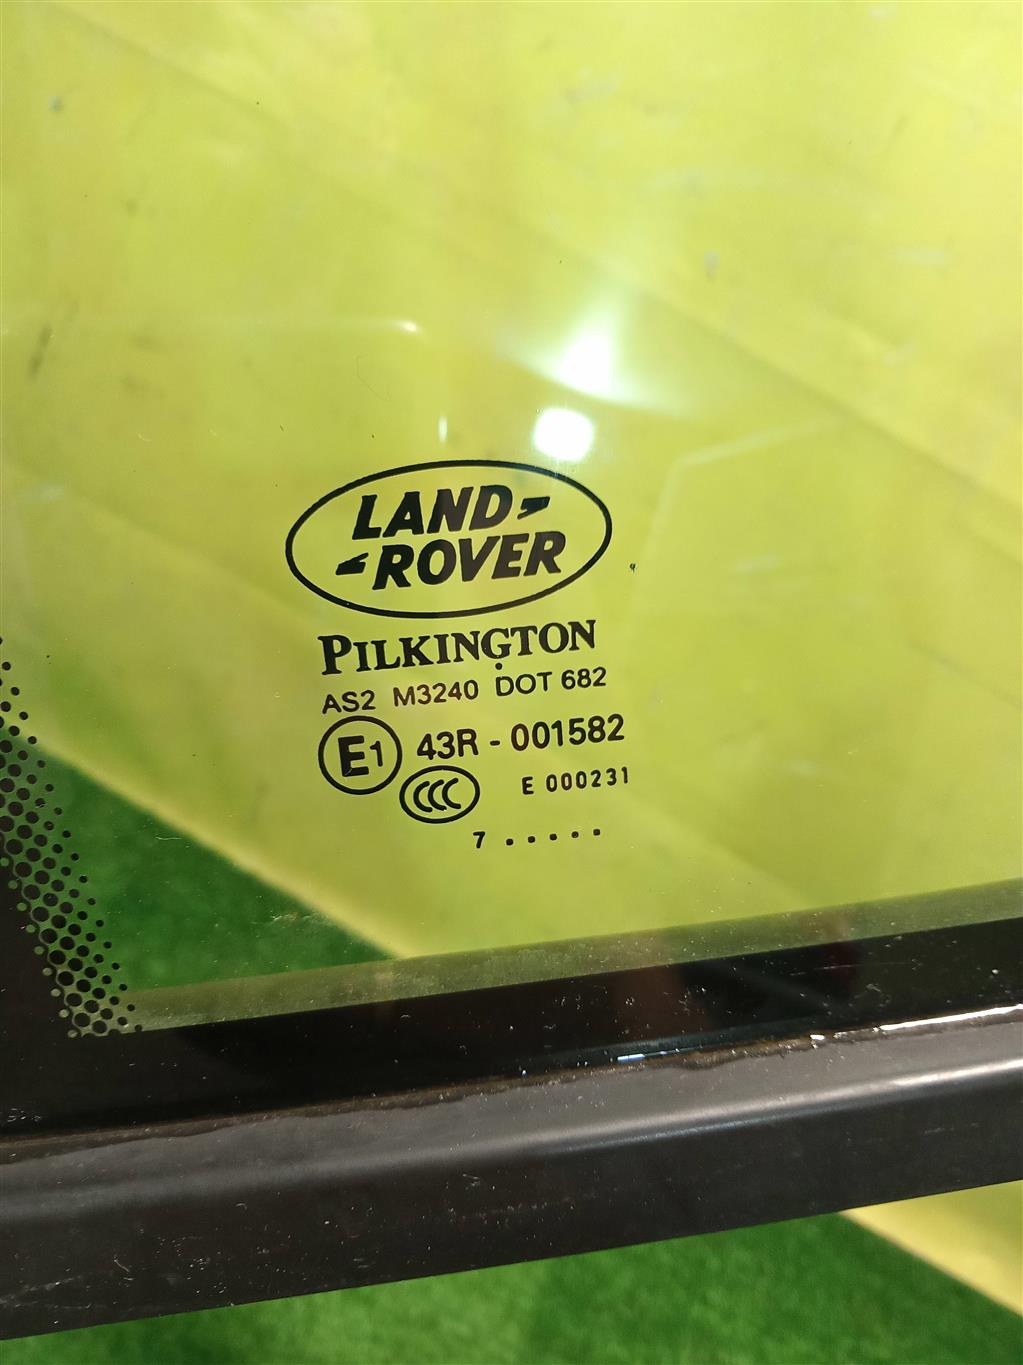 LAND
ROVER
PILKINGTON
AS2 M3240 DOT 682
E1 43R - 001582
CCC E 000231
7 . . . . .